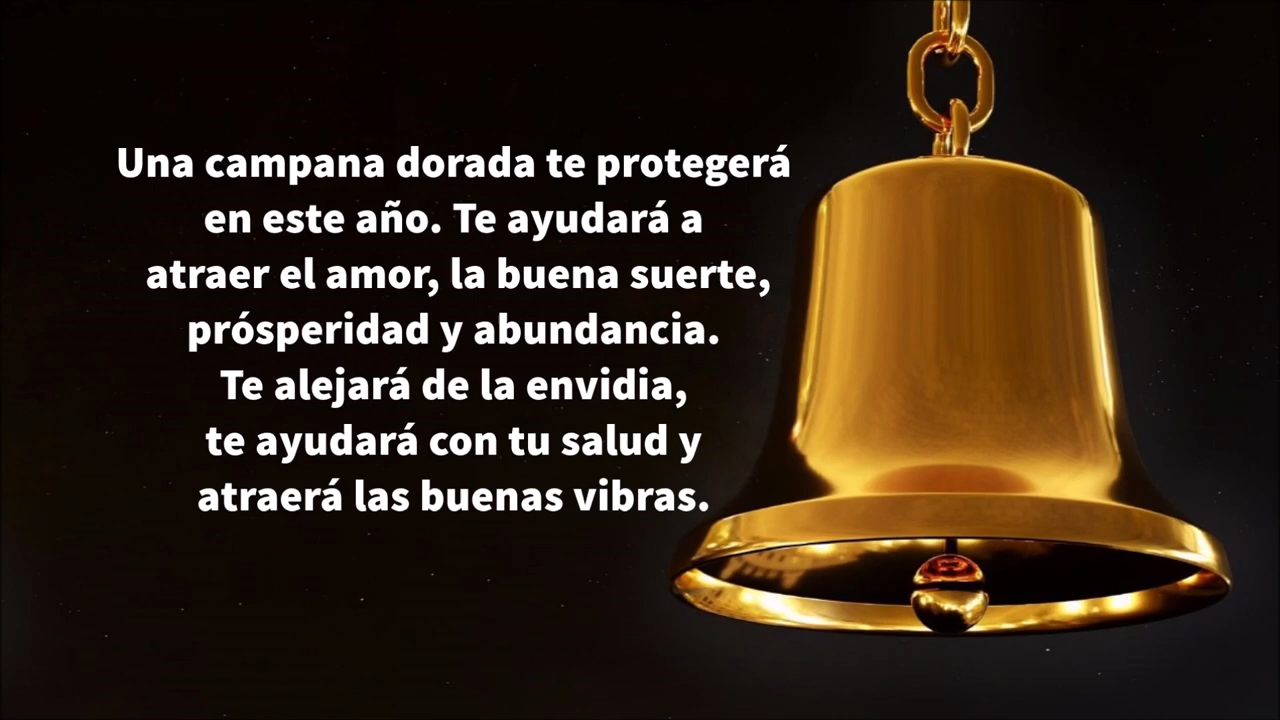 Una campana dorada te protegerá
en este año. Te ayudará a
atraer el amor, la buena suerte,
prósperidad y abundancia.
Te alejará de la envidia,
te ayudará con tu salud y
atraerá las buenas vibras.